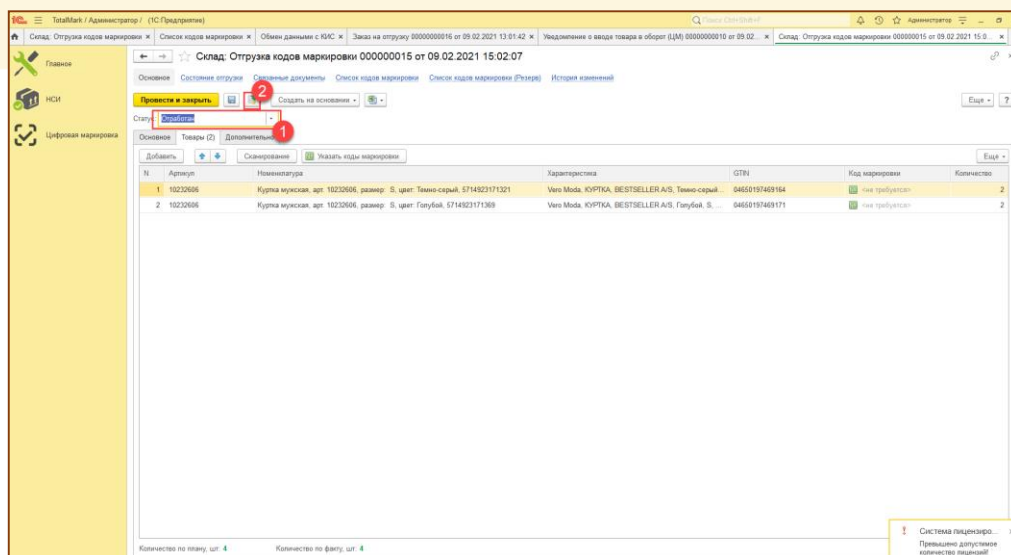 TotalMark / Администратор / (1С:Предприятие)
Поиск Ctrl+Shift+F
Администратор
Склад: Отгрузка кодов маркировки ×
Список кодов маркировки ×
Обмен данными с КИС ×
Заказ на отгрузку 00000000016 от 09.02.2021 13:01:42 ×
Уведомление о вводе товара в оборот (ЦМ) 00000000010 от 09.02... ×
Склад: Отгрузка кодов маркировки 000000015 от 09.02.2021 15:0... ×
Главное
НСИ
Цифровая маркировка
Склад: Отгрузка кодов маркировки 000000015 от 09.02.2021 15:02:07
Основное Состояние отгрузки Связанные документы Список кодов маркировки Список кодов маркировки (Резерв) История изменений
2
Провести и закрыть Создать на основании Еще ?
Статус: Отработан
1
Основное Товары (2) Дополнительно
Добавить Сканирование Указать коды маркировки Еще
N Артикул Номенклатура Характеристика GTIN Код маркировки Количество
1 10232606 Куртка мужская, арт. 10232606, размер: S, цвет: Темно-серый, 5714923171321 Vero Moda, КУРТКА, BESTSELLER A/S, Темно-серый... 04650197469164 <не требуется> 2
2 10232606 Куртка мужская, арт. 10232606, размер: S, цвет: Голубой, 5714923171369 Vero Moda, КУРТКА, BESTSELLER A/S, Голубой, S, ... 04650197469171 <не требуется> 2
Количество по плану, шт: 4 Количество по факту, шт: 4
Система лицензиро...
Превышено допустимое
количество лицензий!